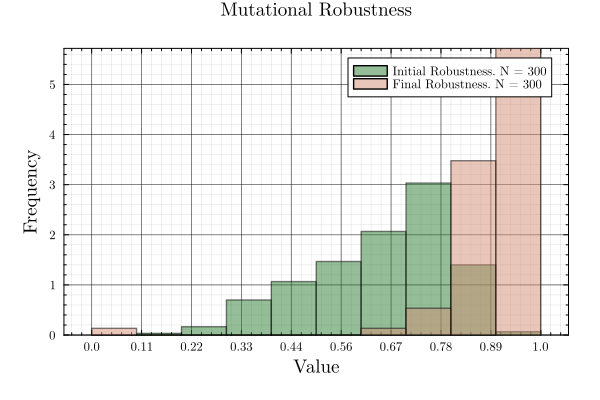 Mutational Robustness
Initial Robustness. N = 300
Final Robustness. N = 300
Frequency
5
4
3
2
1
0
0.0 0.11 0.22 0.33 0.44 0.56 0.67 0.78 0.89 1.0
Value